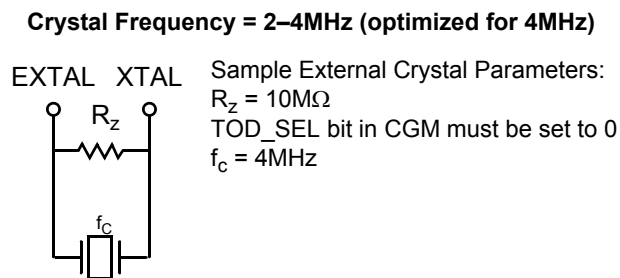 Crystal Frequency = 2–4MHz (optimized for 4MHz)
EXTAL XTAL
Rz
fC
Sample External Crystal Parameters:
Rz = 10MΩ
TOD_SEL bit in CGM must be set to 0
fc = 4MHz